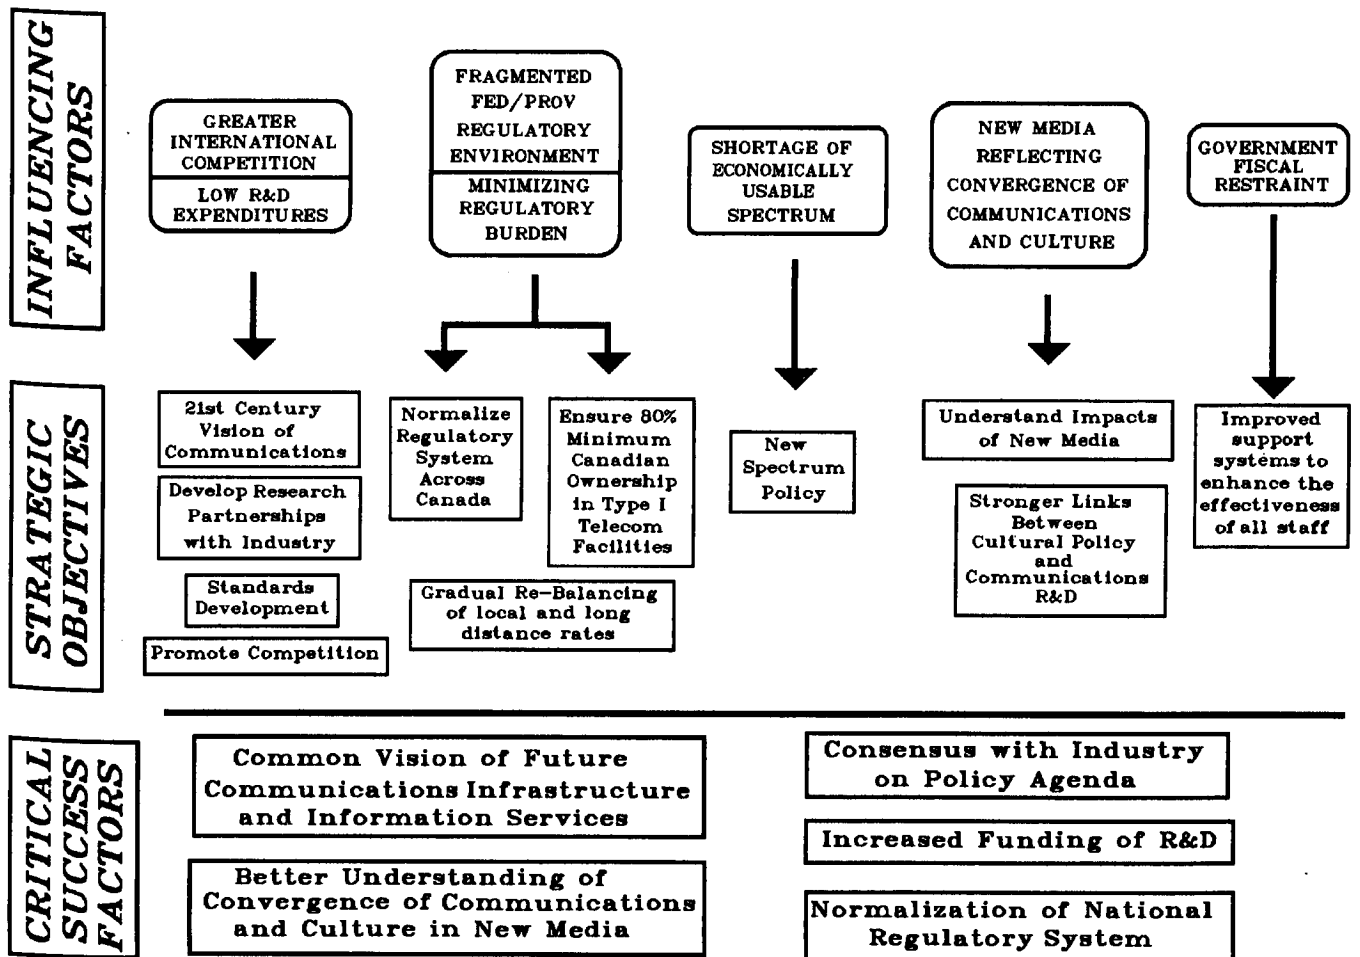 INFLUENCING
FACTORS
GREATER
INTERNATIONAL
COMPETITION
LOW R&D
EXPENDITURES
FRAGMENTED
FED/PROV
REGULATORY
ENVIRONMENT
MINIMIZING
REGULATORY
BURDEN
SHORTAGE OF
ECONOMICALLY
USABLE
SPECTRUM
NEW MEDIA
REFLECTING
CONVERGENCE OF
COMMUNICATIONS
AND CULTURE
GOVERNMENT
FISCAL
RESTRAINT
STRATEGIC
OBJECTIVES
21st Century
Vision of
Communications
Develop Research
Partnerships
with Industry
Standards
Development
Promote Competition
Normalize
Regulatory
System
Across
Canada
Ensure 80%
Minimum
Canadian
Ownership
in Type I
Telecom
Facilities
Gradual Re-Balancing
of local and long
distance rates
New
Spectrum
Policy
Understand Impacts
of New Media
Stronger Links
Between
Cultural Policy
and
Communications
R&D
Improved
support
systems to
enhance the
effectiveness
of all staff
CRITICAL
SUCCESS
FACTORS
Common Vision of Future
Communications Infrastructure
and Information Services
Better Understanding of
Convergence of Communications
and Culture in New Media
Consensus with Industry
on Policy Agenda
Increased Funding of R&D
Normalization of National
Regulatory System